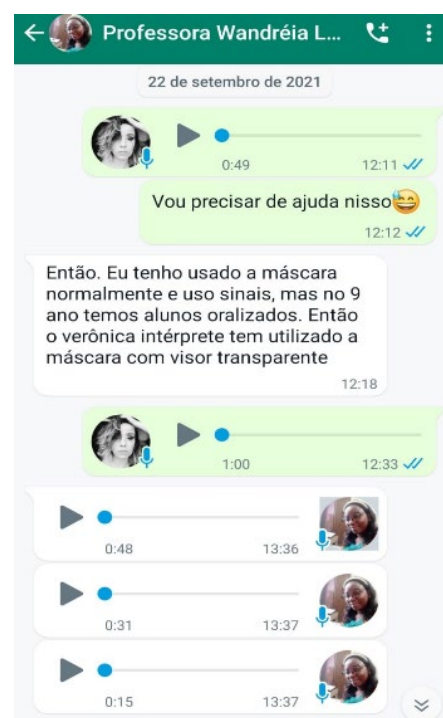 Professora Wandréia L...
22 de setembro de 2021
0:49 12:11
Vou precisar de ajuda nisso😅
12:12
Então. Eu tenho usado a máscara
normalmente e uso sinais, mas no 9
ano temos alunos oralizados. Então
o verônica intérprete tem utilizado a
máscara com visor transparente
12:18
1:00 12:33
0:48 13:36
0:31 13:37
0:15 13:37